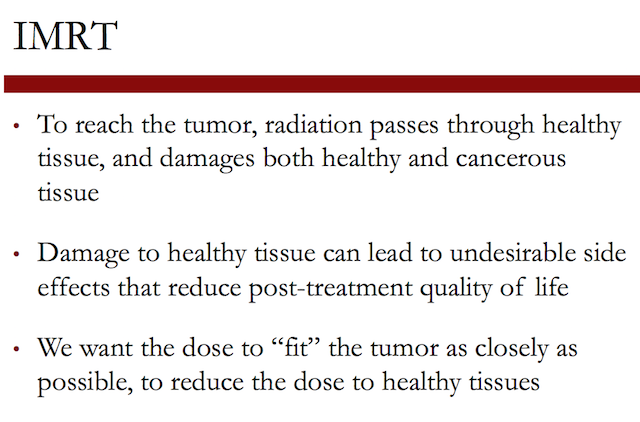 IMRT
• To reach the tumor, radiation passes through healthy
tissue, and damages both healthy and cancerous
tissue
• Damage to healthy tissue can lead to undesirable side
effects that reduce post-treatment quality of life
• We want the dose to “fit” the tumor as closely as
possible, to reduce the dose to healthy tissues